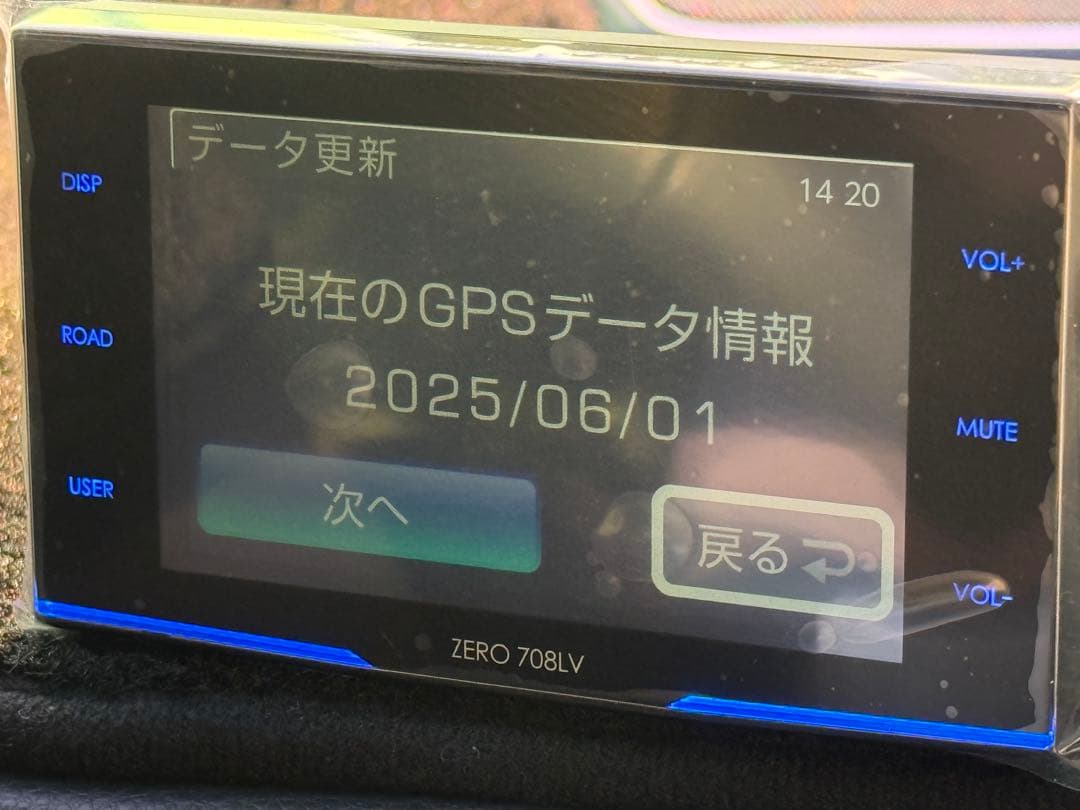 データ更新
14 20
DISP
VOL+
現在のGPSデータ情報
ROAD
2025/06/01
MUTE
USER
次へ
戻る
VOL-
ZERO 708LV